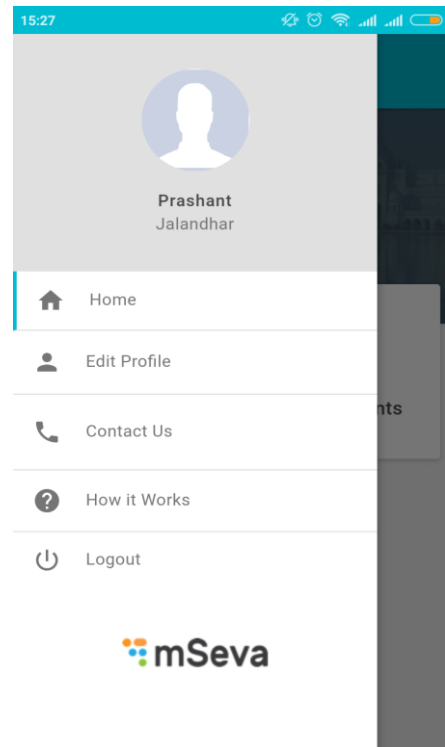 15:27
Prashant
Jalandhar
Home
Edit Profile
nts
Contact Us
How it Works
Logout
mSeva